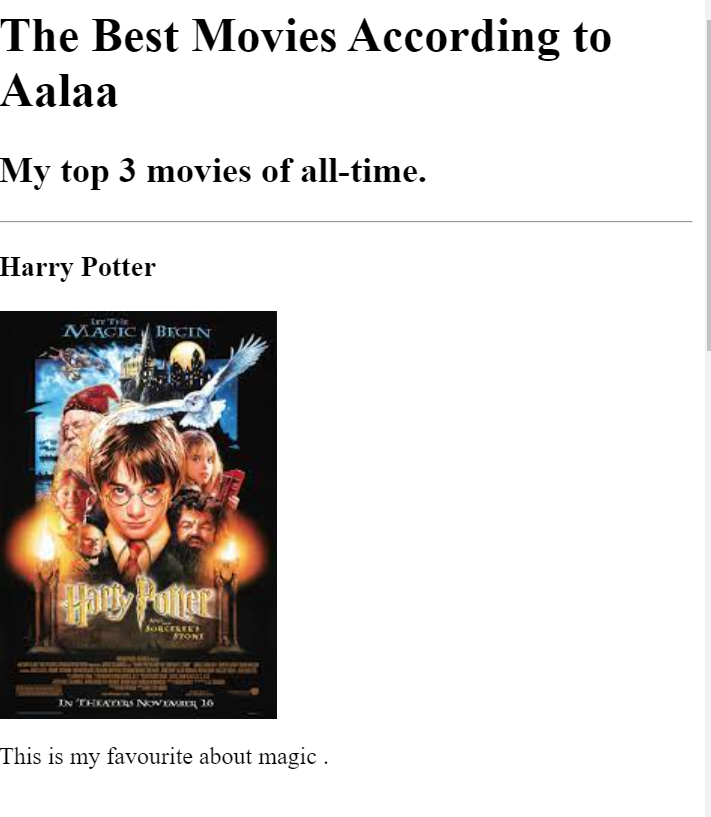 The Best Movies According to
Aalaa
My top 3 movies of all-time.
Harry Potter
LET THE
MAGIC BEGIN
Harry Potter
AND THE
SORCERER'S
STONE
IN THEATERS NOVEMBER 16
This is my favourite about magic .